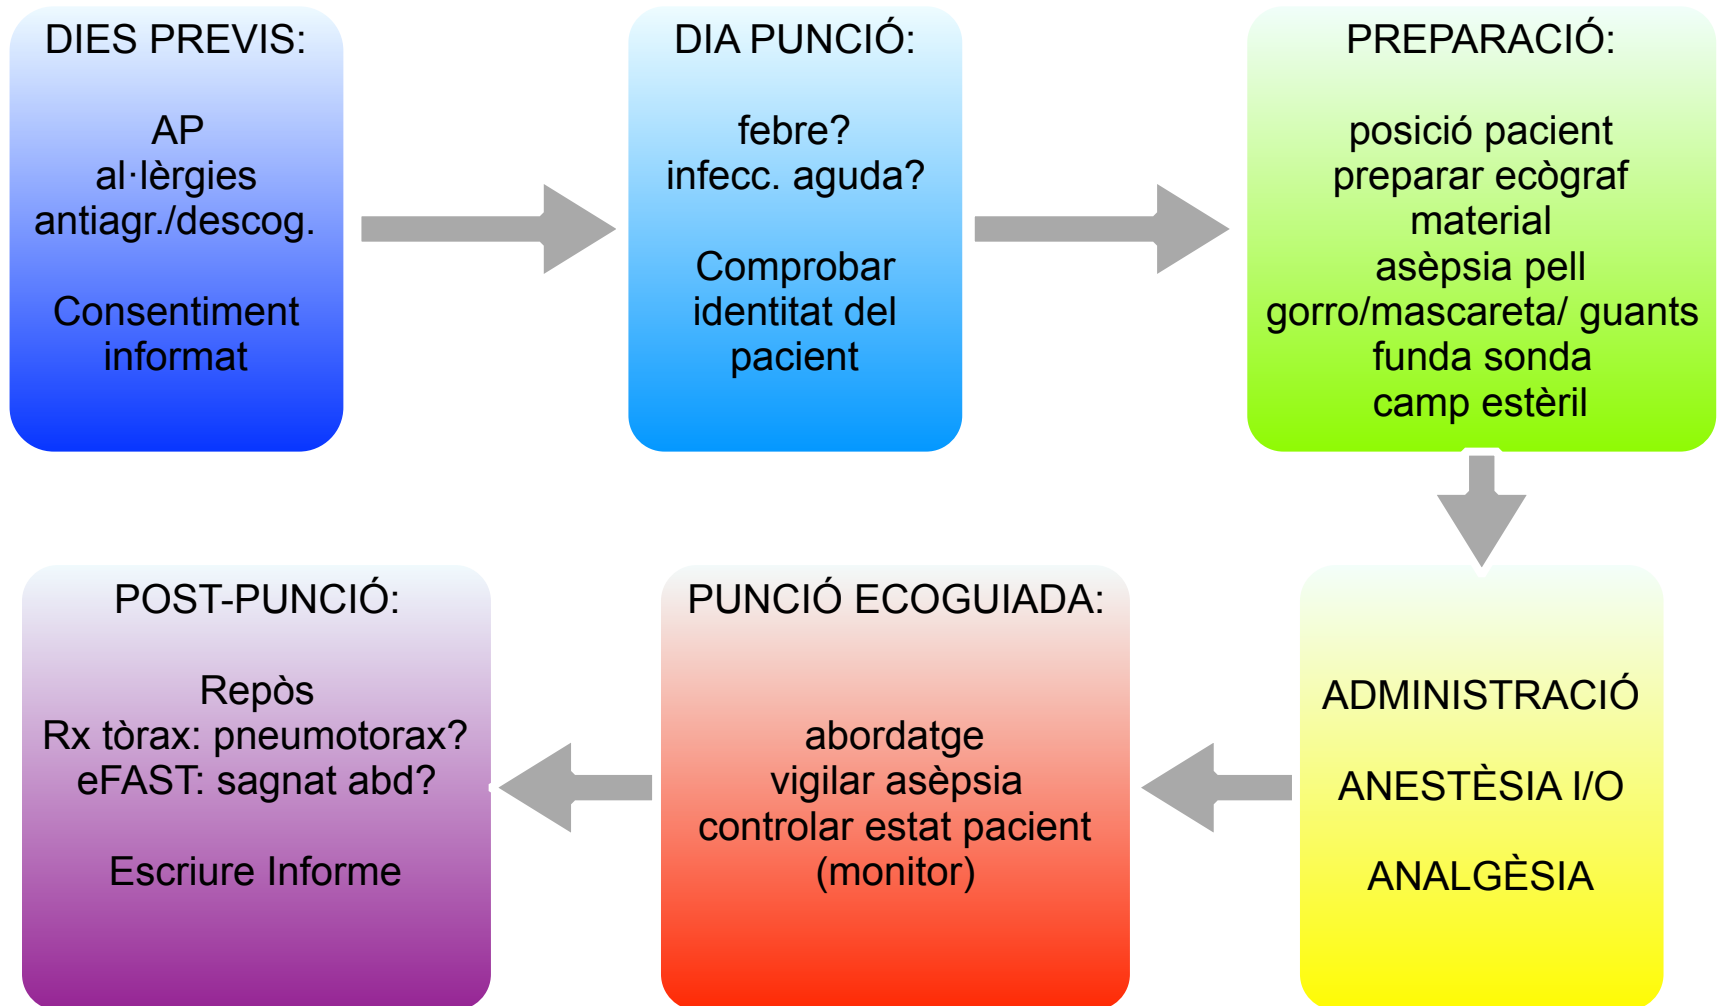 DIES PREVIS:
AP
al·lèrgies
antiagr./descog.
Consentiment
informat
DIA PUNCIÓ:
febre?
infecc. aguda?
Comprobar
identitat del
pacient
PREPARACIÓ:
posició pacient
preparar ecògraf
material
asèpsia pell
gorro/mascareta/ guants
funda sonda
camp estèril
ADMINISTRACIÓ
ANESTÈSIA I/O
ANALGÈSIA
PUNCIÓ ECOGUIADA:
abordatge
vigilar asèpsia
controlar estat pacient
(monitor)
POST-PUNCIÓ:
Repòs
Rx tòrax: pneumotorax?
eFAST: sagnat abd?
Escriure Informe